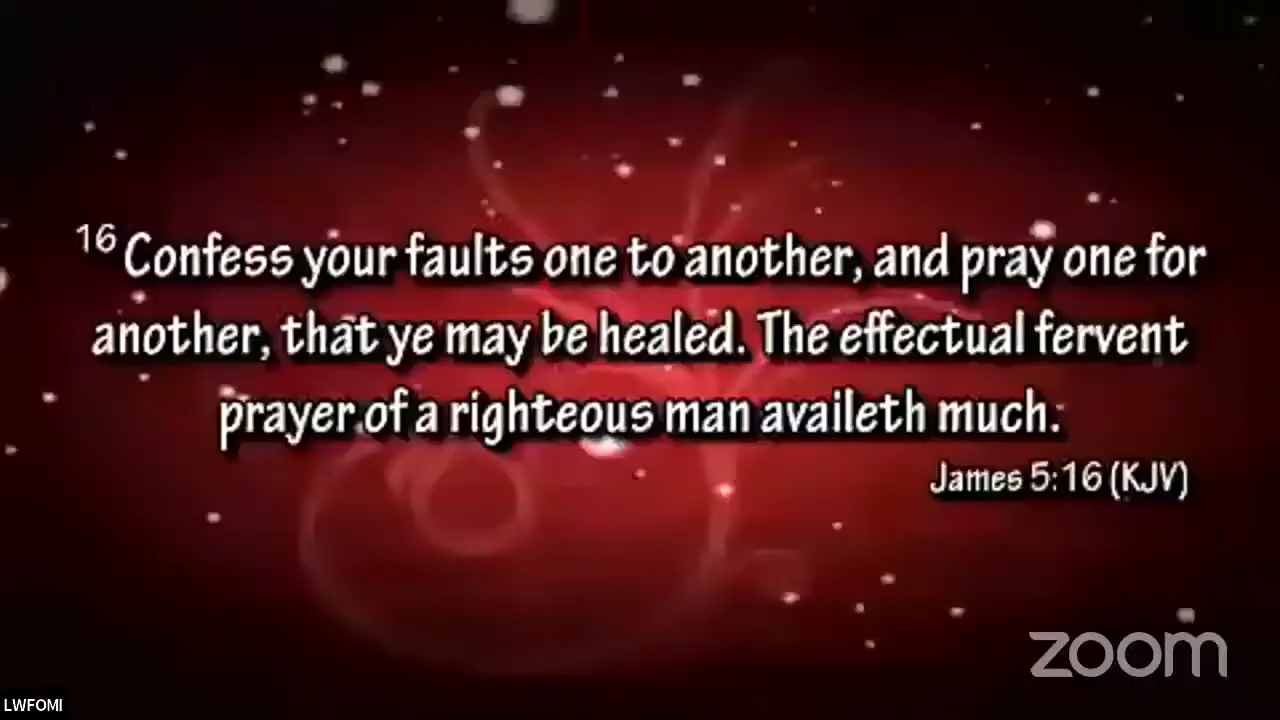 16 Confess your faults one to another, and pray one for
another, that ye may be healed. The effectual fervent
prayer of a righteous man availeth much.
James 5:16 (KJV)
zoom
LWFOMI